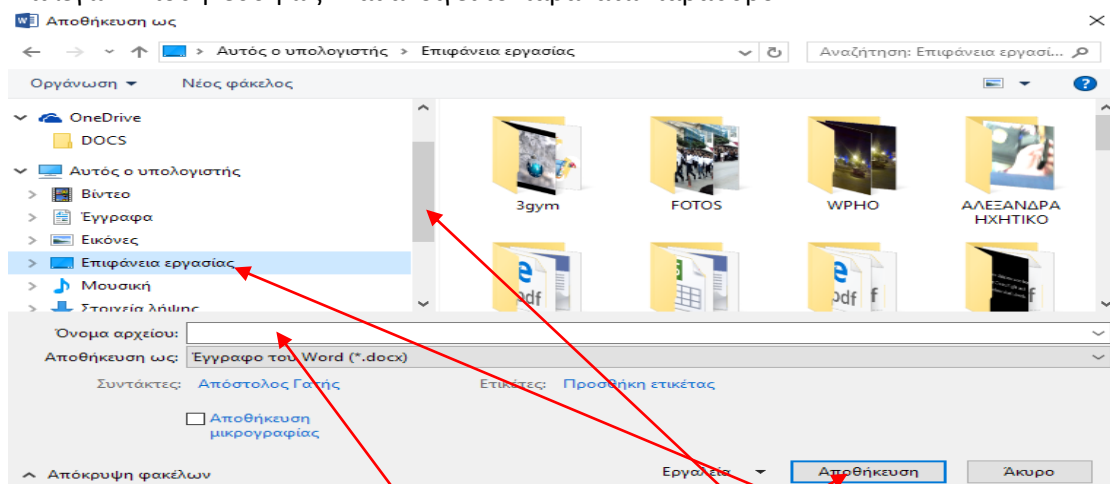 Αποθήκευση ως
Αυτός ο υπολογιστής > Επιφάνεια εργασίας
Αναζήτηση: Επιφάνεια εργασί...
Οργάνωση
Νέος φάκελος
OneDrive
DOCS
Αυτός ο υπολογιστής
Βίντεο
Έγγραφα
Εικόνες
Επιφάνεια εργασίας
Μουσική
Στοιχεία λήψης
3gym
FOTOS
WPHO
ΑΛΕΞΑΝΔΡΑ
ΗΧΗΤΙΚΟ
Όνομα αρχείου:
Αποθήκευση ως: Έγγραφο του Word (*.docx)
Συντάκτες: Απόστολος Γατής
Ετικέτες: Προσθήκη ετικέτας
Αποθήκευση
μικρογραφίας
Απόκρυψη φακέλων
Εργαλεία
Αποθήκευση
Άκυρο